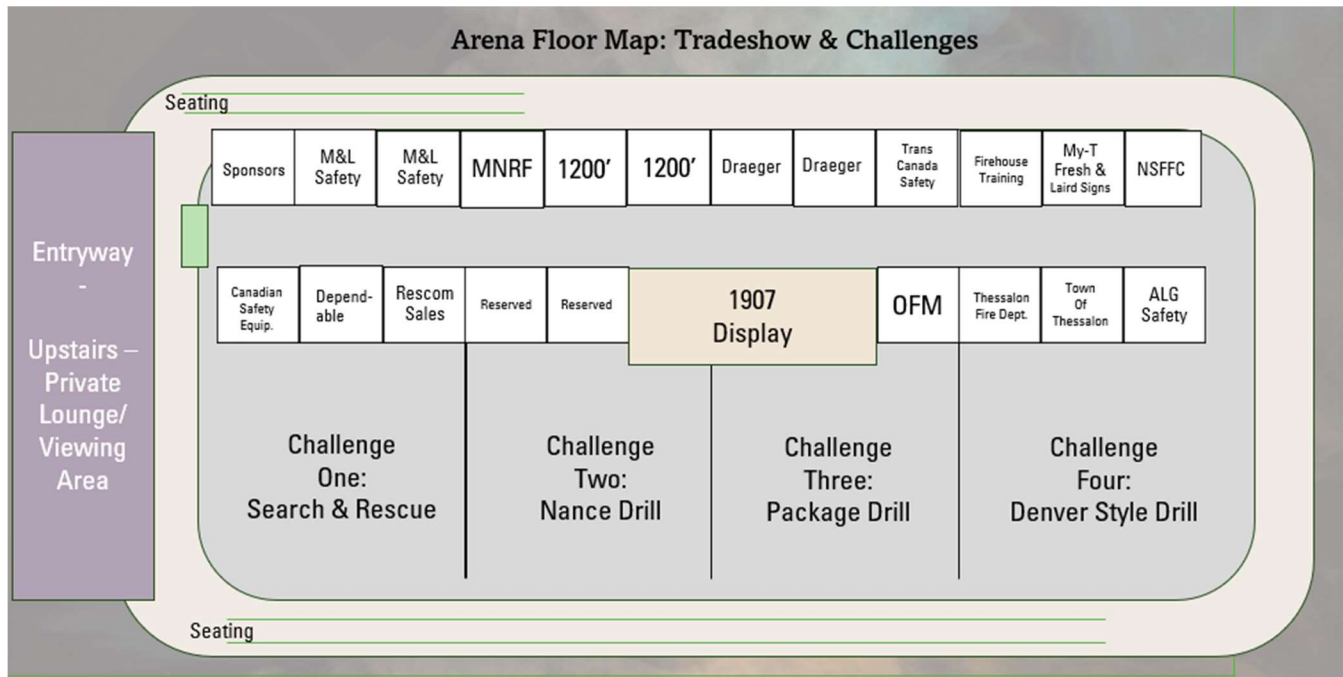 Arena Floor Map: Tradeshow & Challenges
Seating
Sponsors
M&L
Safety
M&L
Safety
MNRF
1200’
1200’
Draeger
Draeger
Trans
Canada
Safety
Firehouse
Training
My-T
Fresh &
Laird Signs
NSFFC
Entryway
-
Upstairs –
Private
Lounge/
Viewing
Area
Canadian
Safety
Equip.
Depend-
able
Rescom
Sales
Reserved
Reserved
1907
Display
OFM
Thessalon
Fire Dept.
Town
Of
Thessalon
ALG
Safety
Challenge
One:
Search & Rescue
Challenge
Two:
Nance Drill
Challenge
Three:
Package Drill
Challenge
Four:
Denver Style Drill
Seating